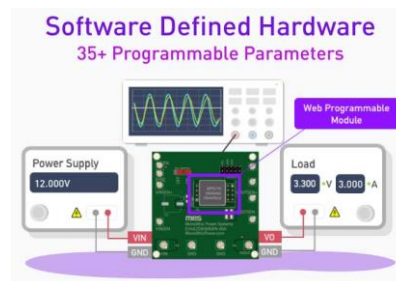 Software Defined Hardware
35+ Programmable Parameters
Web Programmable
Module
Power Supply
12.000V
Load
3.300 V 3.000 A
mps
VIN
GND
VO
GND